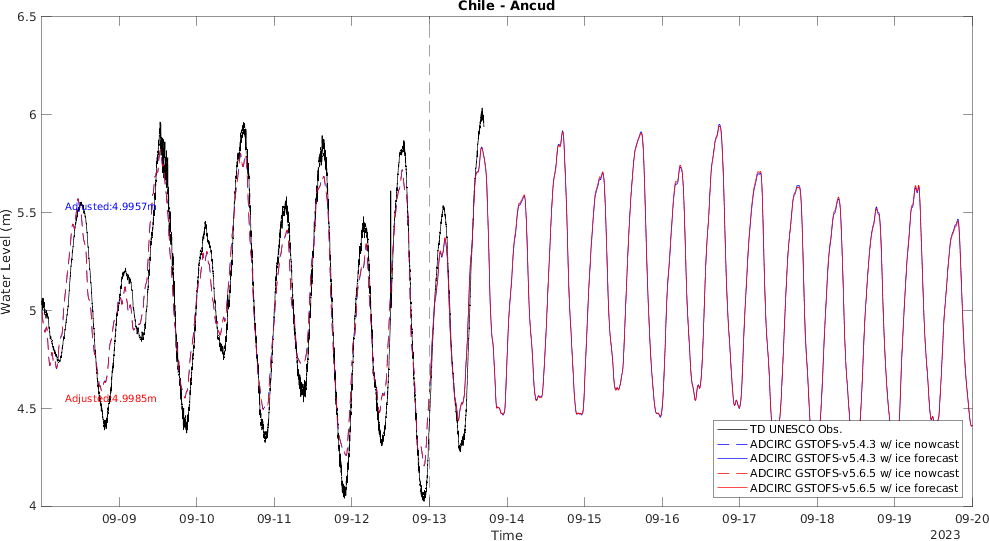 Chile - Ancud
6.5
6
5.5
5
4.5
4
Water Level (m)
Adjusted:4.9957m
Adjusted:4.9985m
TD UNESCO Obs.
ADCIRC GSTOFS-v5.4.3 w/ ice nowcast
ADCIRC GSTOFS-v5.4.3 w/ ice forecast
ADCIRC GSTOFS-v5.6.5 w/ ice nowcast
ADCIRC GSTOFS-v5.6.5 w/ ice forecast
09-09 09-10 09-11 09-12 09-13 09-14 09-15 09-16 09-17 09-18 09-19 09-20
Time
2023